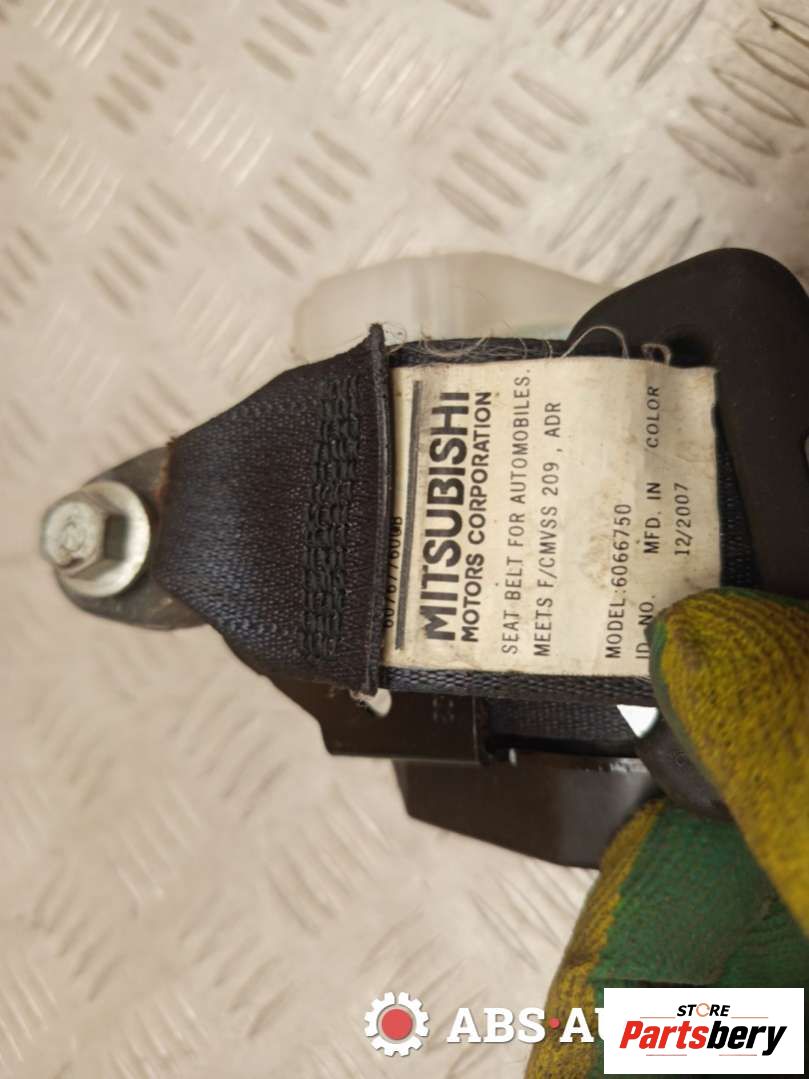 MITSUBISHI
MOTORS CORPORATION
SEAT BELT FOR AUTOMOBILES.
MEETS F/CMVSS 209 , ADR
MODEL:6066750
ID NO. MFD. IN COLOR
12/2007
ABS·AU
STORE
Partsbery